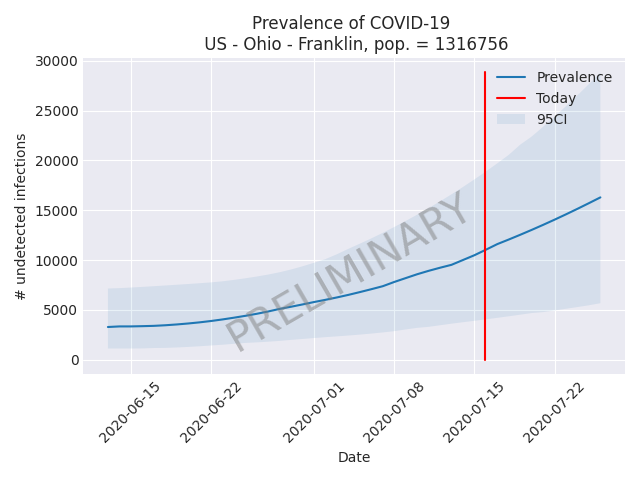 Prevalence of COVID-19
US - Ohio - Franklin, pop. = 1316756
30000
25000
20000
15000
10000
5000
0
# undetected infections
Prevalence
Today
95CI
PRELIMINARY
2020-06-15
2020-06-22
2020-07-01
2020-07-08
2020-07-15
2020-07-22
Date